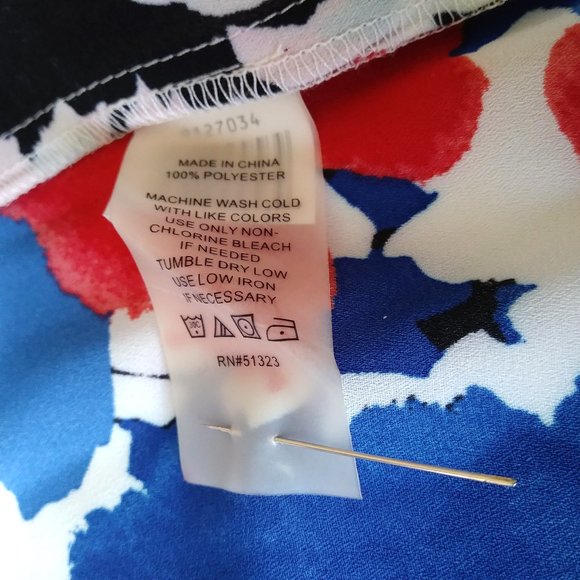 127034
MADE IN CHINA
100% POLYESTER
MACHINE WASH COLD
WITH LIKE COLORS
USE ONLY NON-
CHLORINE BLEACH
IF NEEDED
TUMBLE DRY LOW
USE LOW IRON
IF NECESSARY
RN#51323